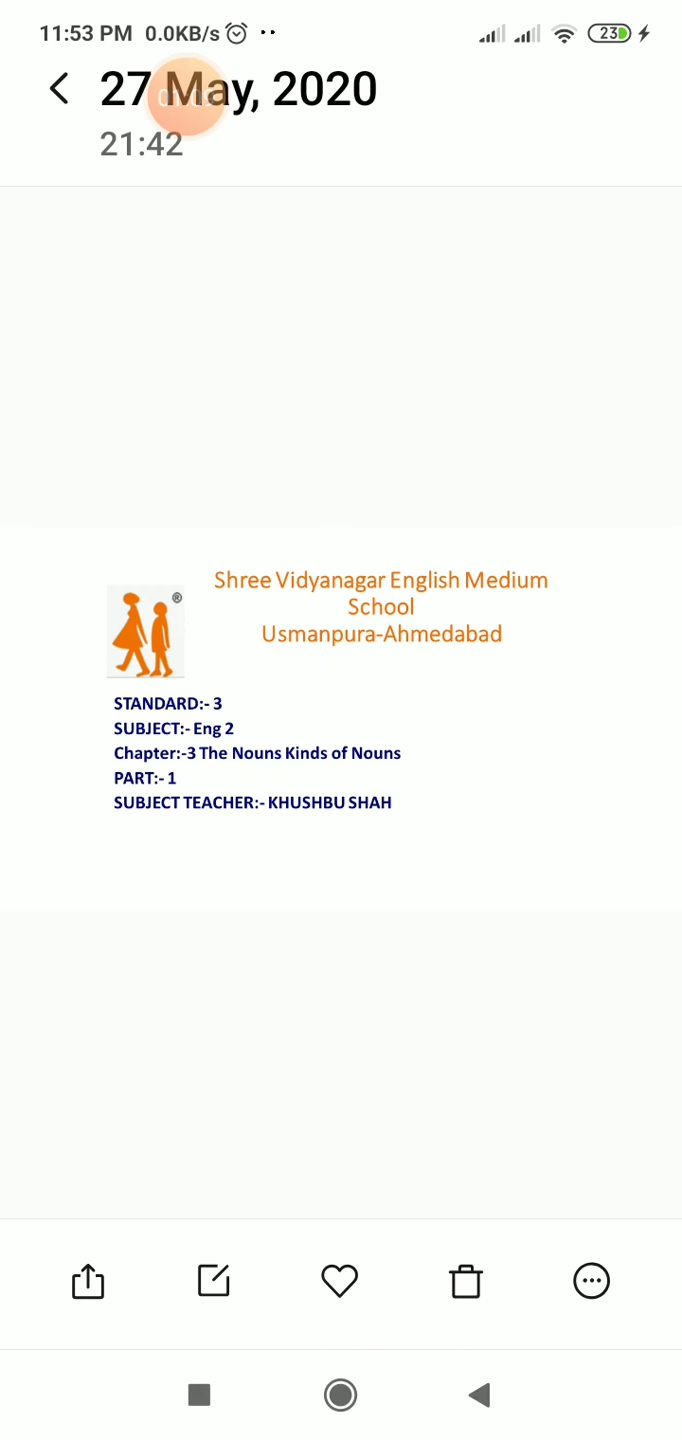 11:53 PM 0.0KB/s
23
27 May, 2020
21:42
®
Shree Vidyanagar English Medium
School
Usmanpura-Ahmedabad
STANDARD:- 3
SUBJECT:- Eng 2
Chapter:-3 The Nouns Kinds of Nouns
PART:- 1
SUBJECT TEACHER:- KHUSHBU SHAH